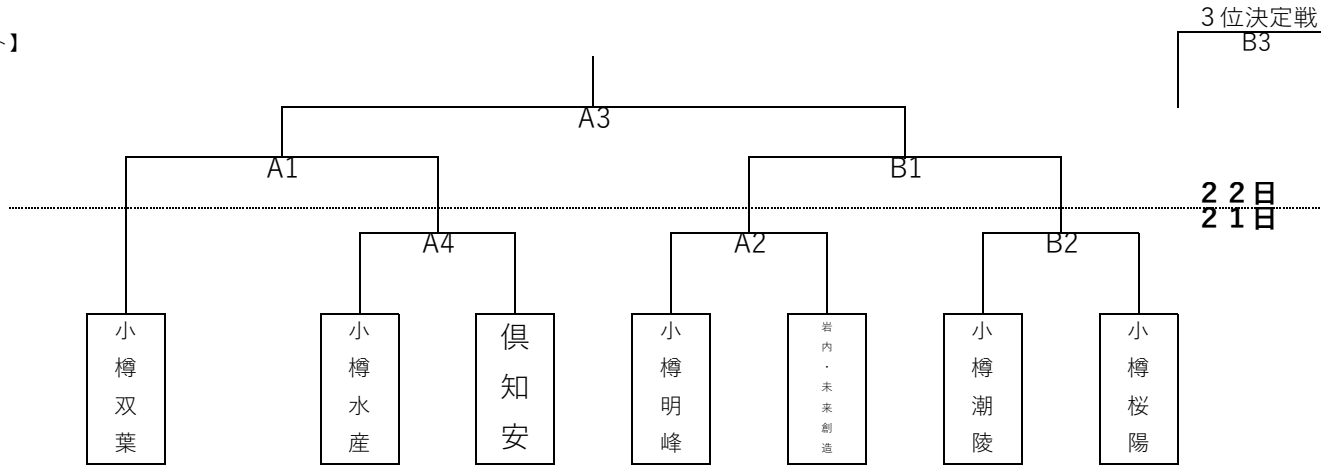 ３位決定戦
ト】
B3
A3
A1
B1
２２日
２１日
A4
A2
B2
小樽双葉
小樽水産
倶知安
小樽明峰
岩内・未来創造
小樽潮陵
小樽桜陽